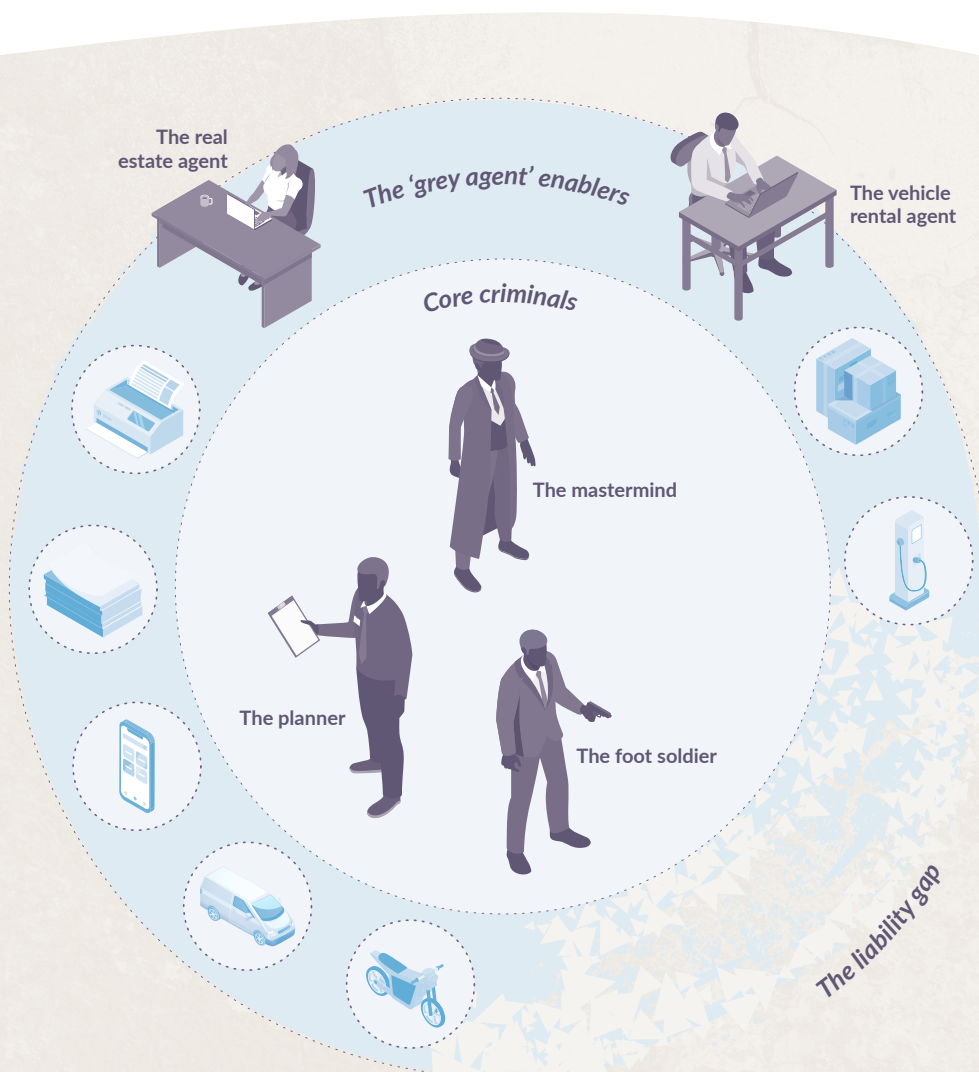 The real
estate agent
The ‘grey agent’ enablers
The vehicle
rental agent
Core criminals
The mastermind
The planner
The foot soldier
The liability gap